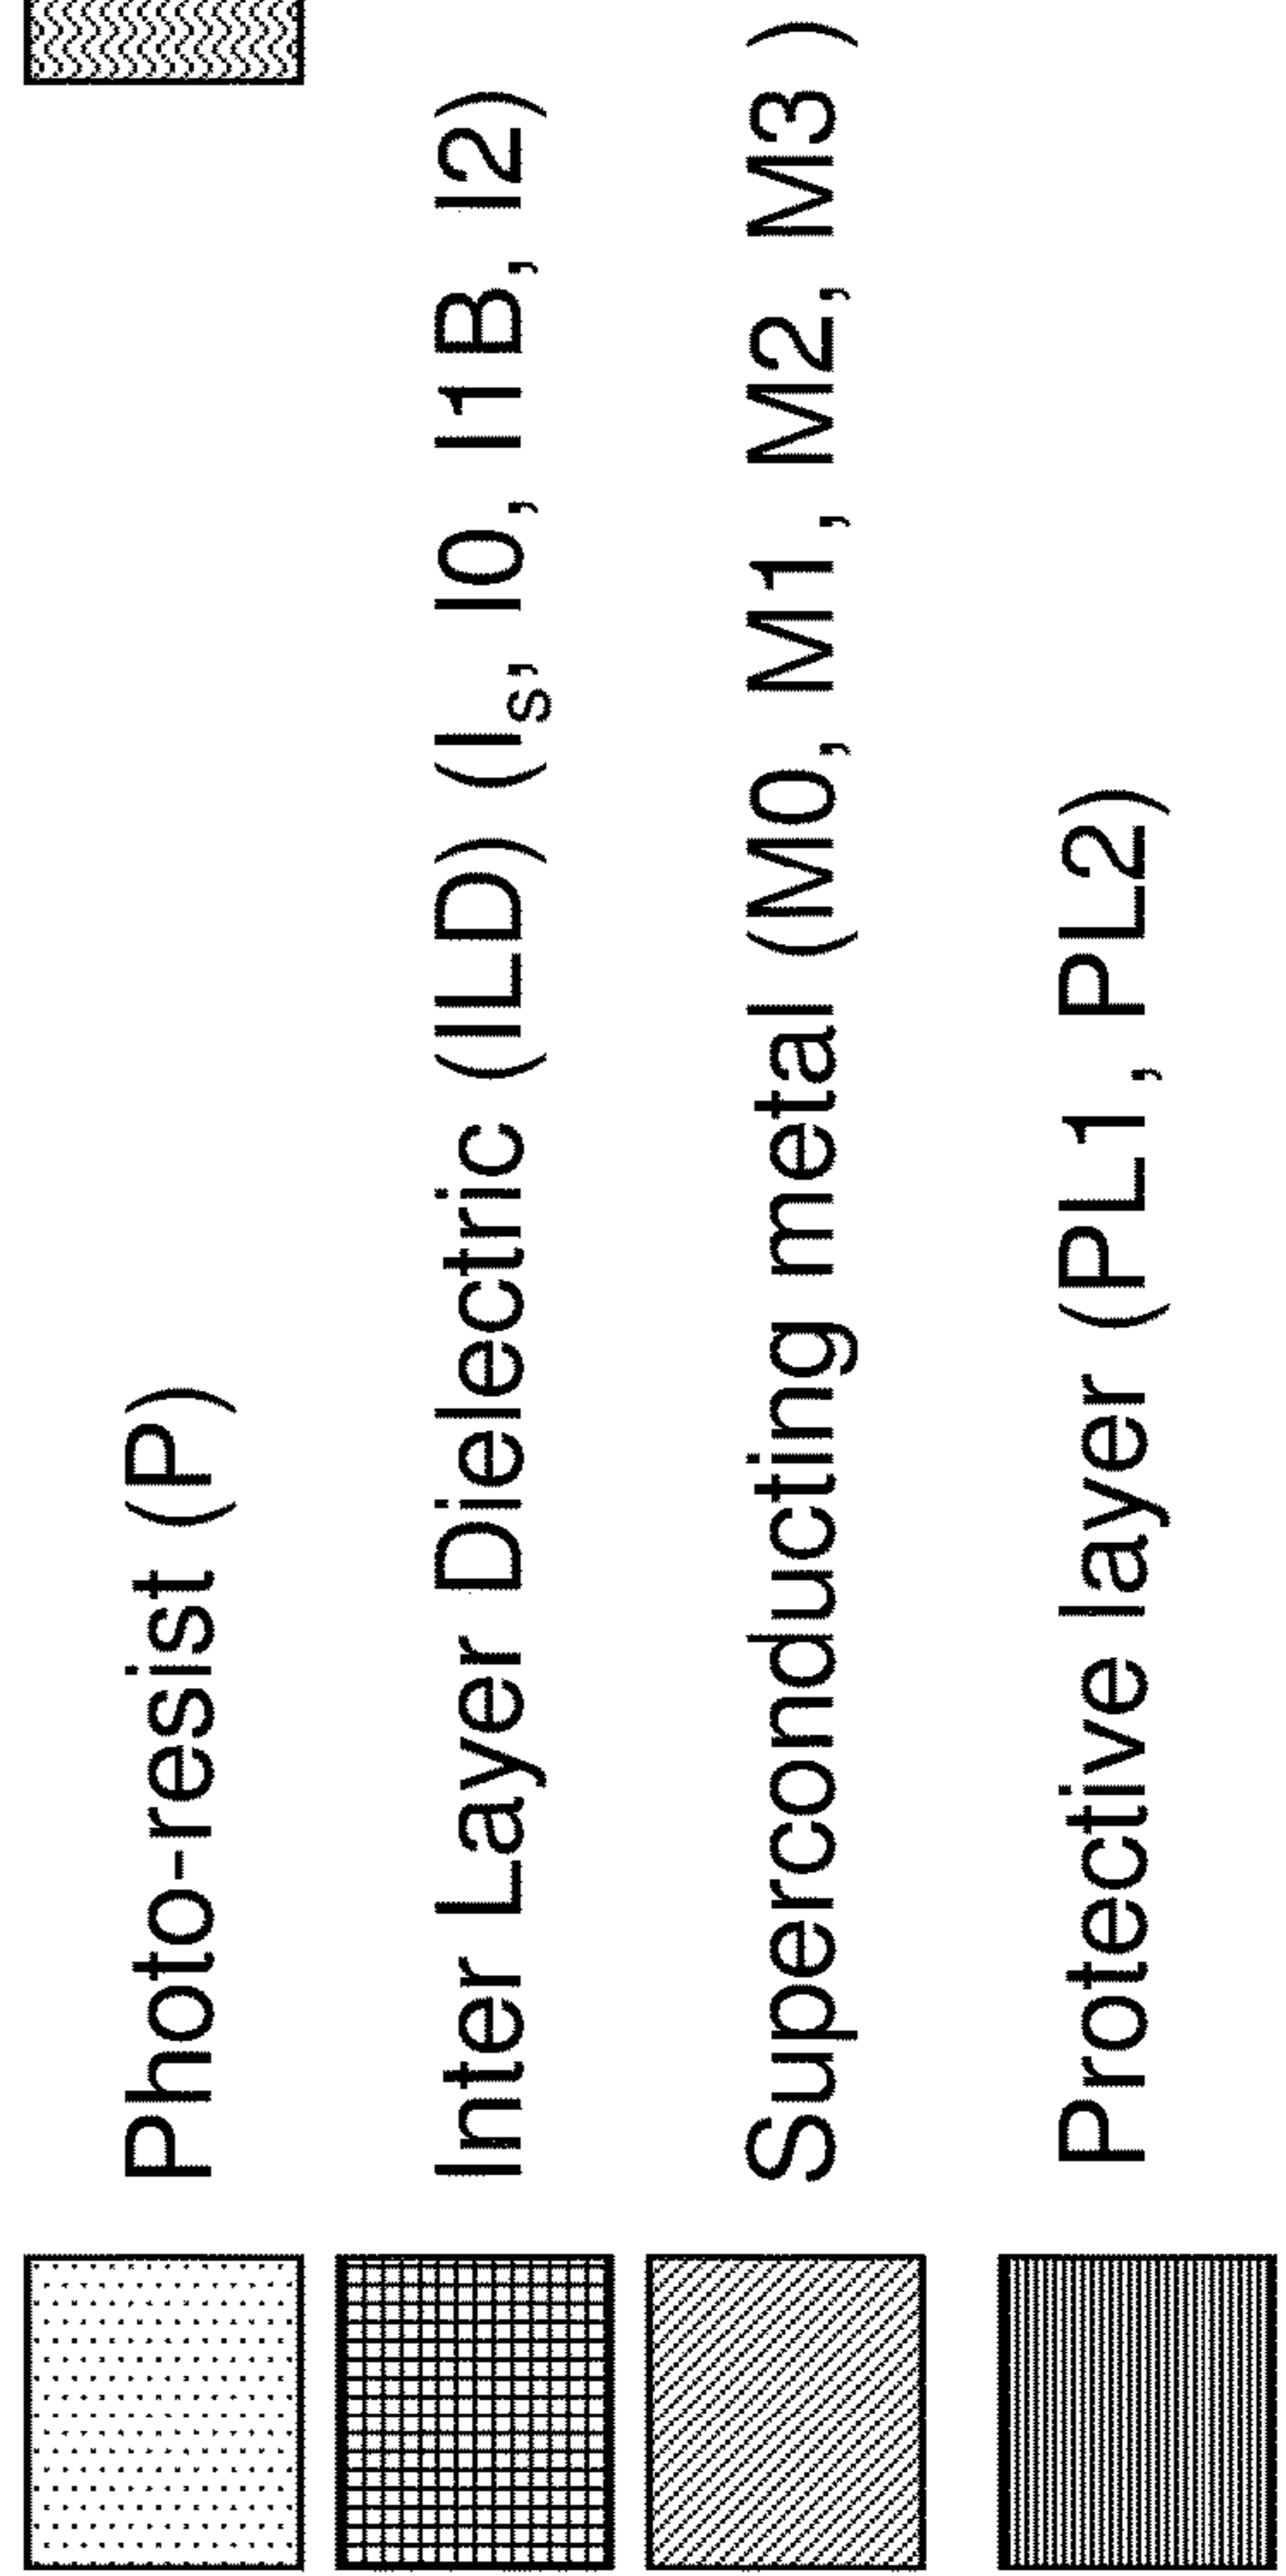 Photo-resist (P)
Inter Layer Dielectric (ILD) (Iₛ, I0, I1B, I2)
Superconducting metal (M0, M1, M2, M3 )
Protective layer (PL1, PL2)